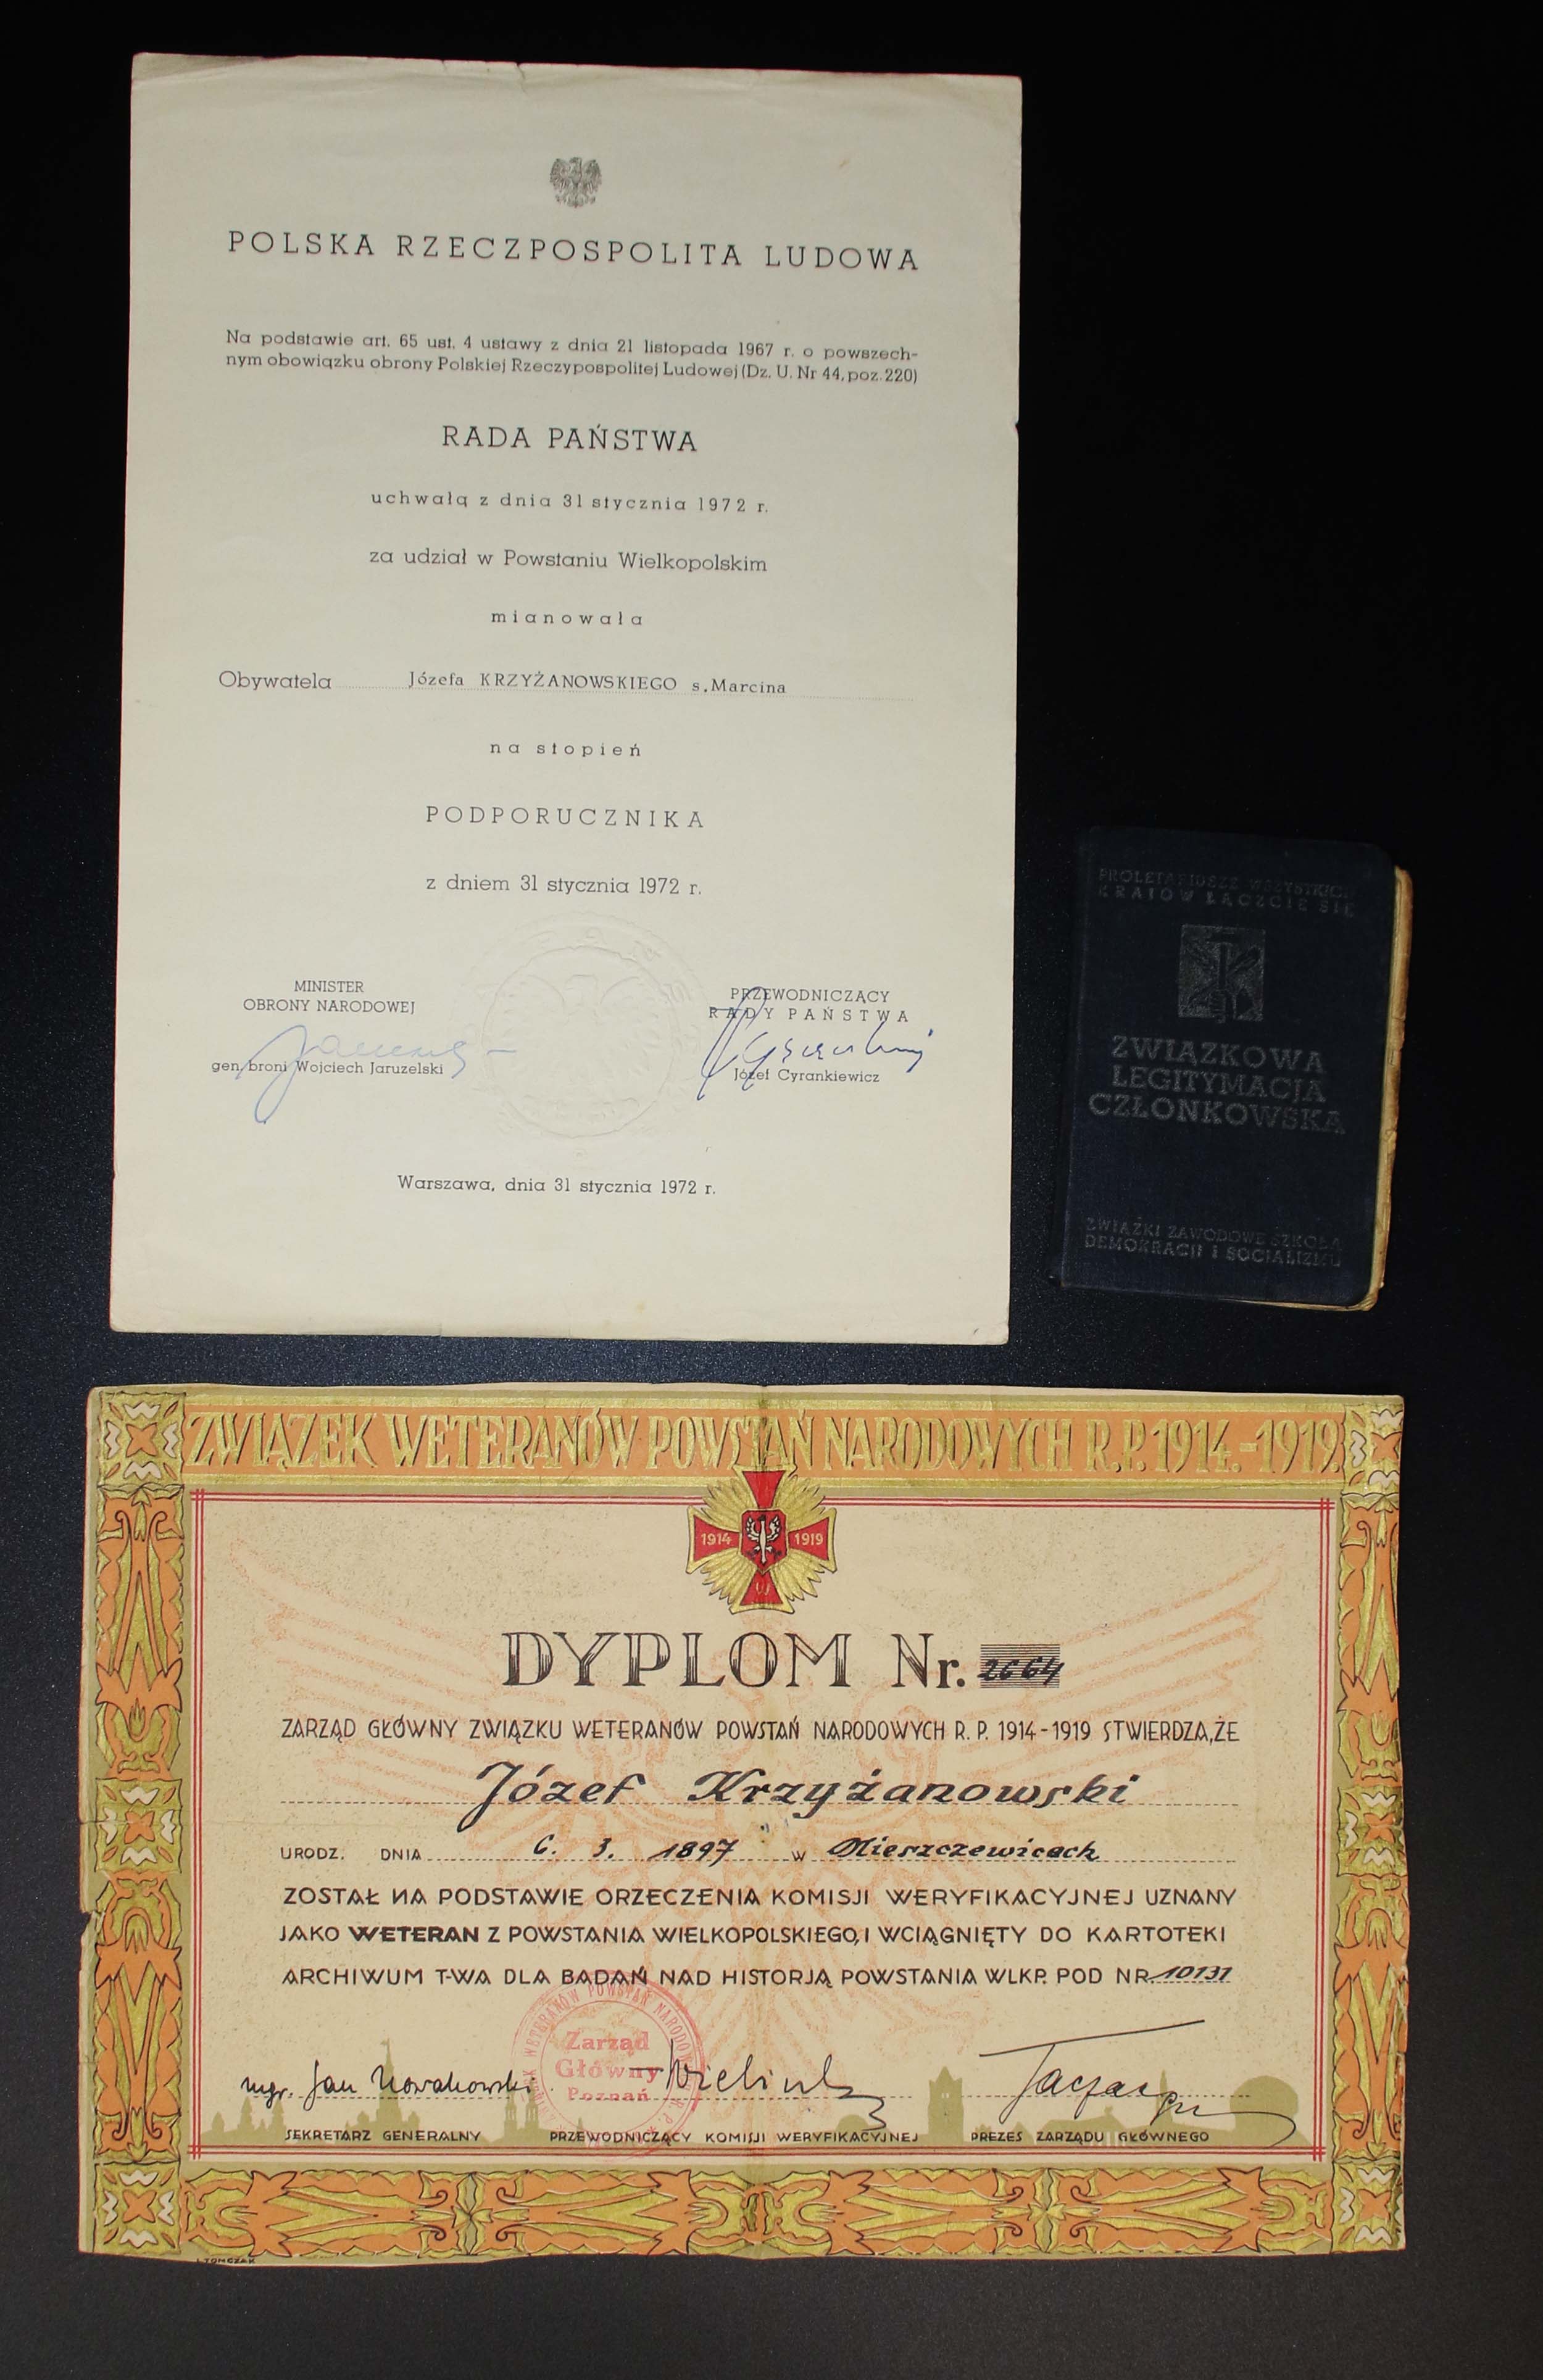 POLSKA RZECZPOSPOLITA LUDOWA
Na podstawie art. 65 ust. 4 ustawy z dnia 21 listopada 1967 r. o powszech-
nym obowiązku obrony Polskiej Rzeczypospolitej Ludowej (Dz. U. Nr 44, poz. 220)
RADA PAŃSTWA
uchwałą z dnia 31 stycznia 1972 r.
za udział w Powstaniu Wielkopolskim
mianowała
Obywatela Józefa KRZYŻANOWSKIEGO s.Marcina
na stopień
PODPORUCZNIKA
z dniem 31 stycznia 1972 r.
MINISTER
OBRONY NARODOWEJ
gen. broni Wojciech Jaruzelski
PRZEWODNICZĄCY
RADY PAŃSTWA
Józef Cyrankiewicz
Warszawa, dnia 31 stycznia 1972 r.
PROLETARIUSZE WSZYSTKICH
KRAJÓW ŁĄCZCIE SIĘ
ZWIĄZKOWA
LEGITYMACJA
CZŁONKOWSKA
ZWIĄZKI ZAWODOWE SZKOŁĄ
DEMOKRACJI i SOCJALIZMU
ZWIĄZEK WETERANÓW POWSTAŃ NARODOWYCH R.P. 1914.-1919.
1914 1919
DYPLOM Nr. 2664
ZARZĄD GŁÓWNY ZWIĄZKU WETERANÓW POWSTAŃ NARODOWYCH R. P. 1914-1919 STWIERDZA, ŻE
Józef Krzyżanowski
URODZ. DNIA 6. 3. 1897 w Mieszczewicach
ZOSTAŁ NA PODSTAWIE ORZECZENIA KOMISJI WERYFIKACYJNEJ UZNANY
JAKO WETERAN Z POWSTANIA WIELKOPOLSKIEGO, I WCIĄGNIĘTY DO KARTOTEKI
ARCHIWUM T-WA DLA BADAŃ NAD HISTORJĄ POWSTANIA WLKP. POD NR. 10131
Zarząd
Główny
Poznań
mgr. Jan Nowakowski
SEKRETARZ GENERALNY
PRZEWODNICZĄCY KOMISJI WERYFIKACYJNEJ
PREZES ZARZĄDU GŁÓWNEGO
L. TOMCZAK